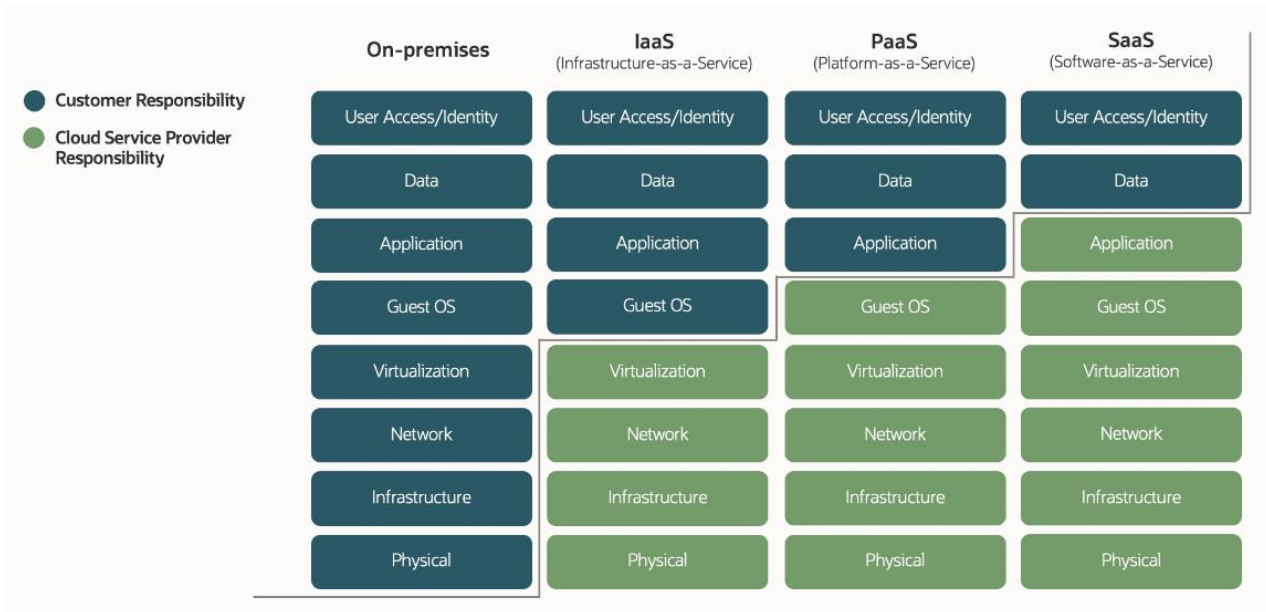 On-premises
IaaS
(Infrastructure-as-a-Service)
PaaS
(Platform-as-a-Service)
SaaS
(Software-as-a-Service)
Customer Responsibility
Cloud Service Provider
Responsibility
User Access/Identity
User Access/Identity
User Access/Identity
User Access/Identity
Data
Data
Data
Data
Application
Application
Application
Application
Guest OS
Guest OS
Guest OS
Guest OS
Virtualization
Virtualization
Virtualization
Virtualization
Network
Network
Network
Network
Infrastructure
Infrastructure
Infrastructure
Infrastructure
Physical
Physical
Physical
Physical